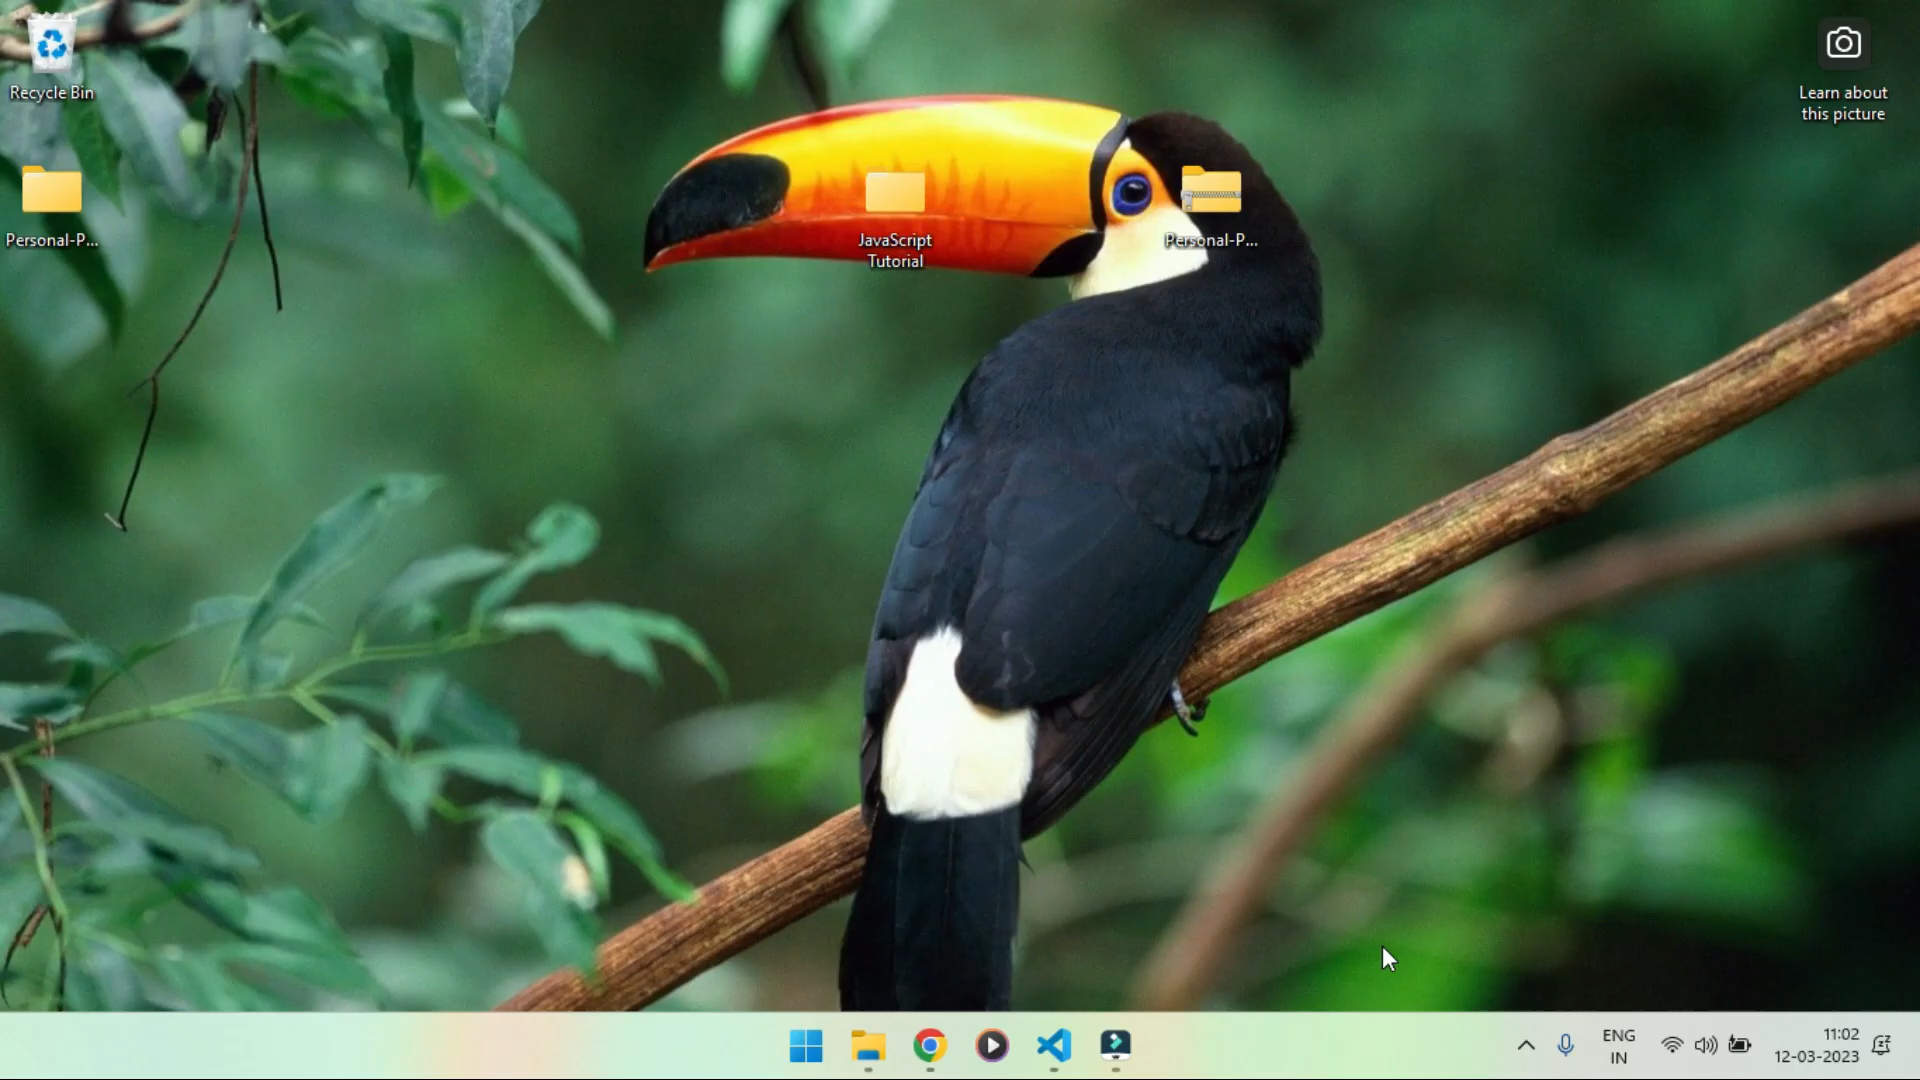 Recycle Bin
Learn about
this picture
Personal-P...
JavaScript
Tutorial
Personal-P...
ENG
IN
11:02
12-03-2023